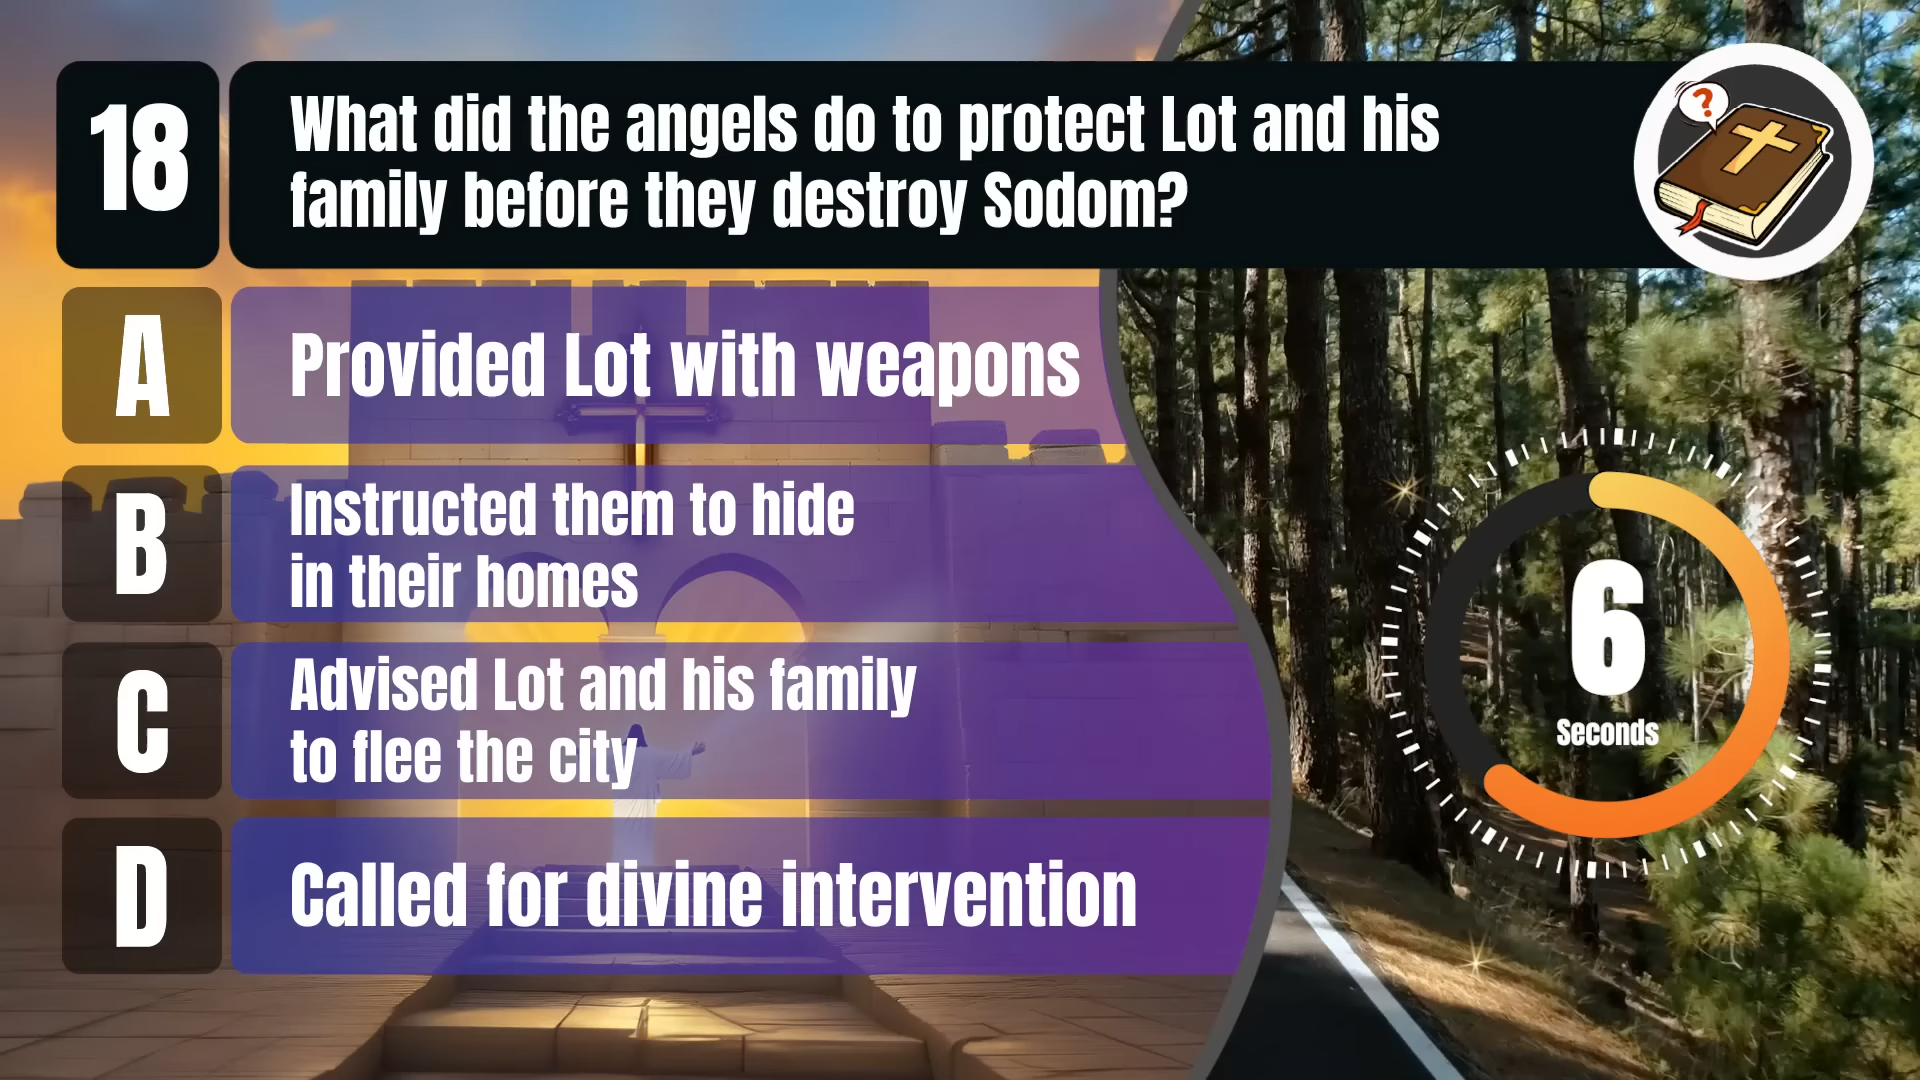 18
What did the angels do to protect Lot and his
family before they destroy Sodom?
?
A
Provided Lot with weapons
B
Instructed them to hide
in their homes
C
Advised Lot and his family
to flee the city
D
Called for divine intervention
6
Seconds